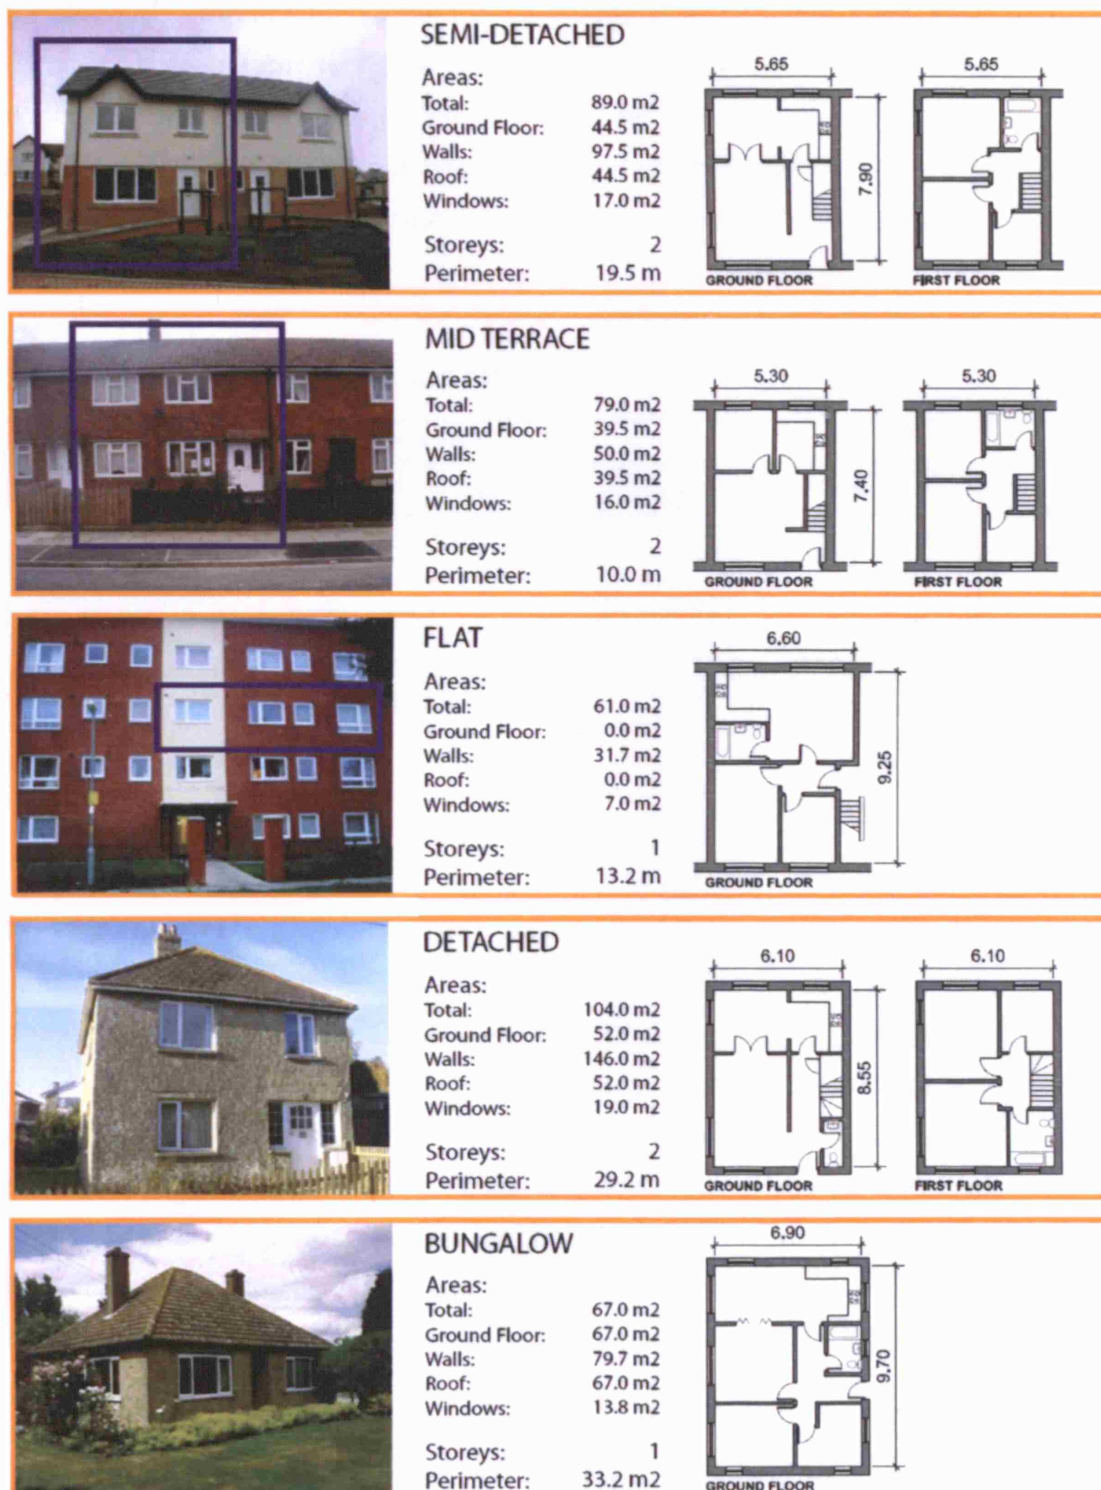 SEMI-DETACHED
Areas:
Total: 89.0 m2
Ground Floor: 44.5 m2
Walls: 97.5 m2
Roof: 44.5 m2
Windows: 17.0 m2
Storeys: 2
Perimeter: 19.5 m
5.65
7.90
GROUND FLOOR
5.65
FIRST FLOOR
MID TERRACE
Areas:
Total: 79.0 m2
Ground Floor: 39.5 m2
Walls: 50.0 m2
Roof: 39.5 m2
Windows: 16.0 m2
Storeys: 2
Perimeter: 10.0 m
5.30
7.40
GROUND FLOOR
5.30
FIRST FLOOR
FLAT
Areas:
Total: 61.0 m2
Ground Floor: 0.0 m2
Walls: 31.7 m2
Roof: 0.0 m2
Windows: 7.0 m2
Storeys: 1
Perimeter: 13.2 m
6.60
9.25
GROUND FLOOR
DETACHED
Areas:
Total: 104.0 m2
Ground Floor: 52.0 m2
Walls: 146.0 m2
Roof: 52.0 m2
Windows: 19.0 m2
Storeys: 2
Perimeter: 29.2 m
6.10
8.55
GROUND FLOOR
6.10
FIRST FLOOR
BUNGALOW
Areas:
Total: 67.0 m2
Ground Floor: 67.0 m2
Walls: 79.7 m2
Roof: 67.0 m2
Windows: 13.8 m2
Storeys: 1
Perimeter: 33.2 m2
6.90
9.70
GROUND FLOOR